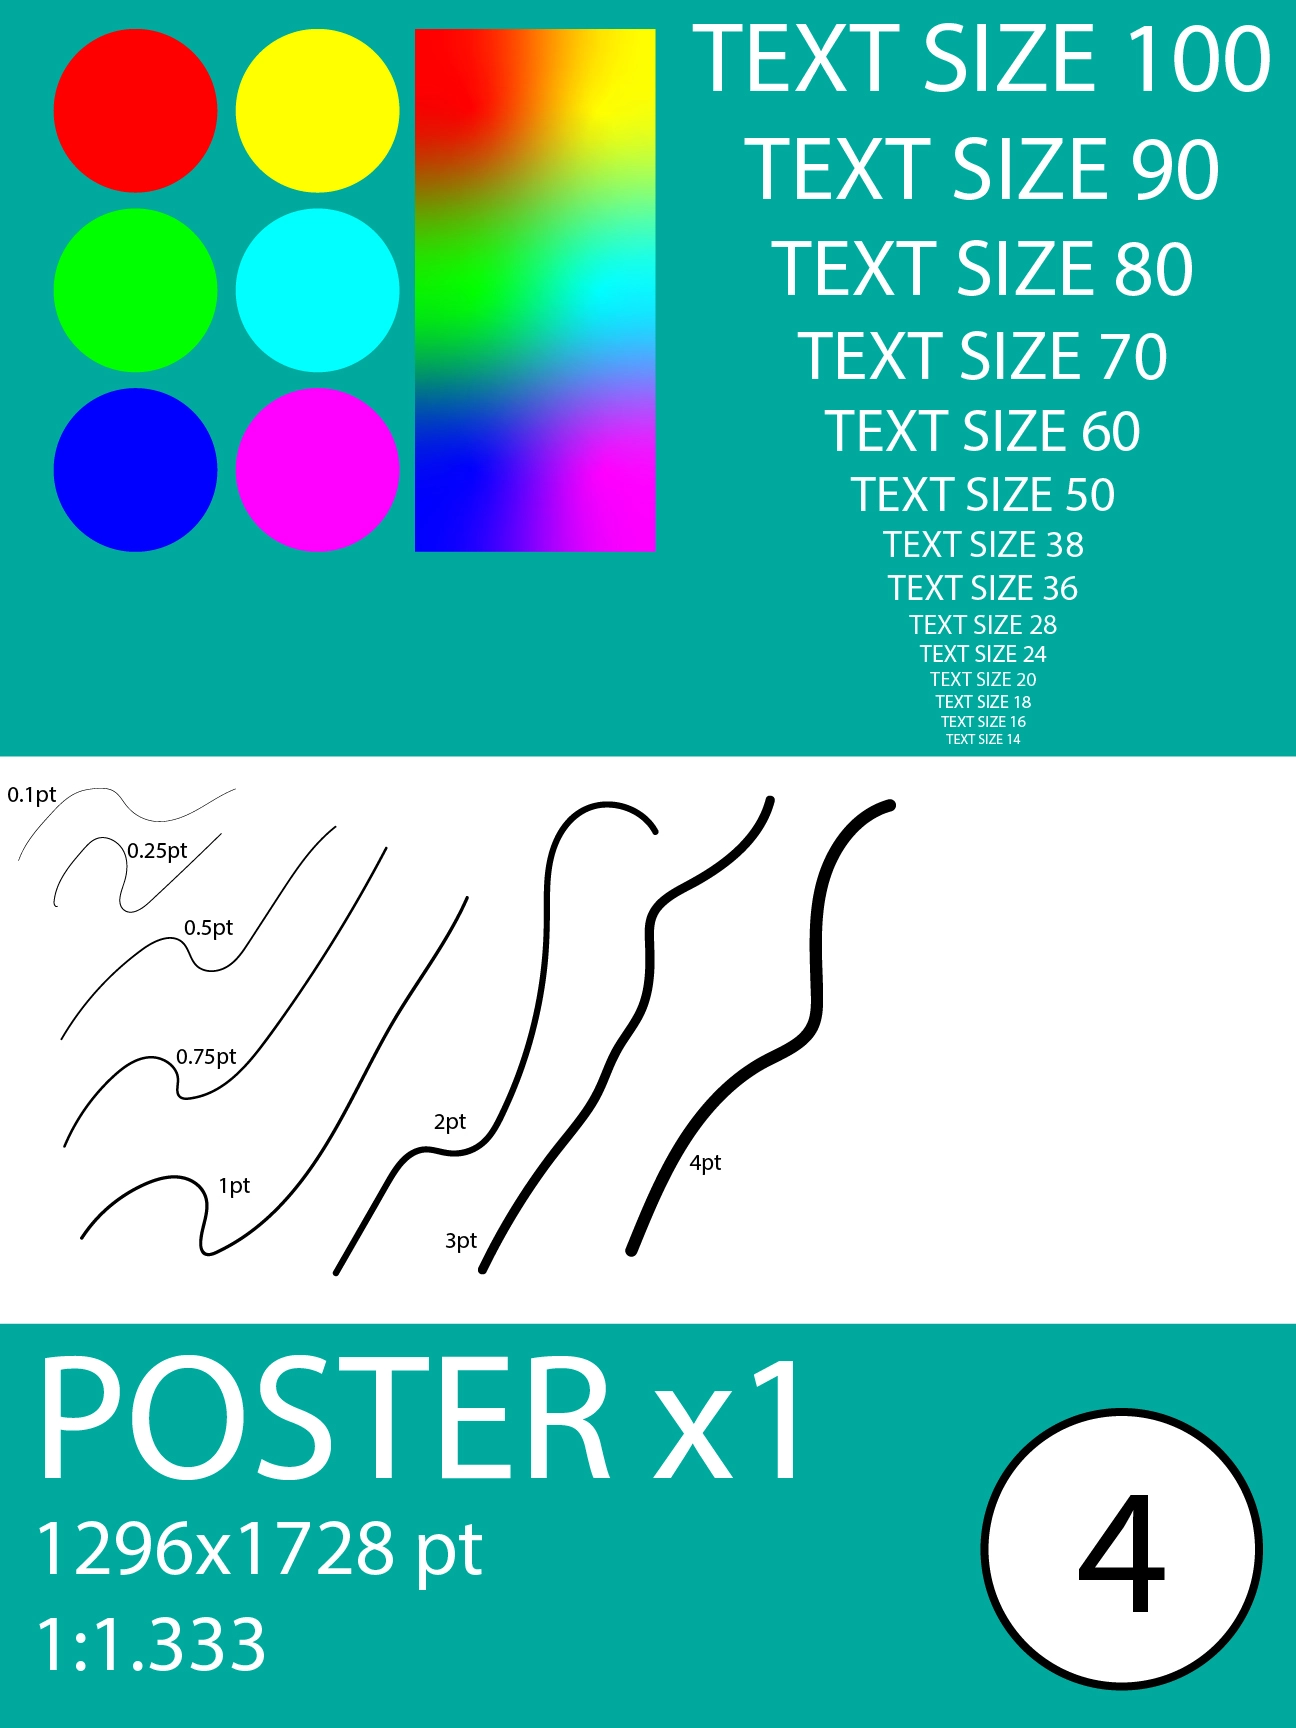 TEXT SIZE 100
TEXT SIZE 90
TEXT SIZE 80
TEXT SIZE 70
TEXT SIZE 60
TEXT SIZE 50
TEXT SIZE 38
TEXT SIZE 36
TEXT SIZE 28
TEXT SIZE 24
TEXT SIZE 20
TEXT SIZE 18
TEXT SIZE 16
TEXT SIZE 14
0.1pt
0.25pt
0.5pt
0.75pt
2pt
4pt
1pt
3pt
POSTER x1
1296x1728 pt
1:1.333
4